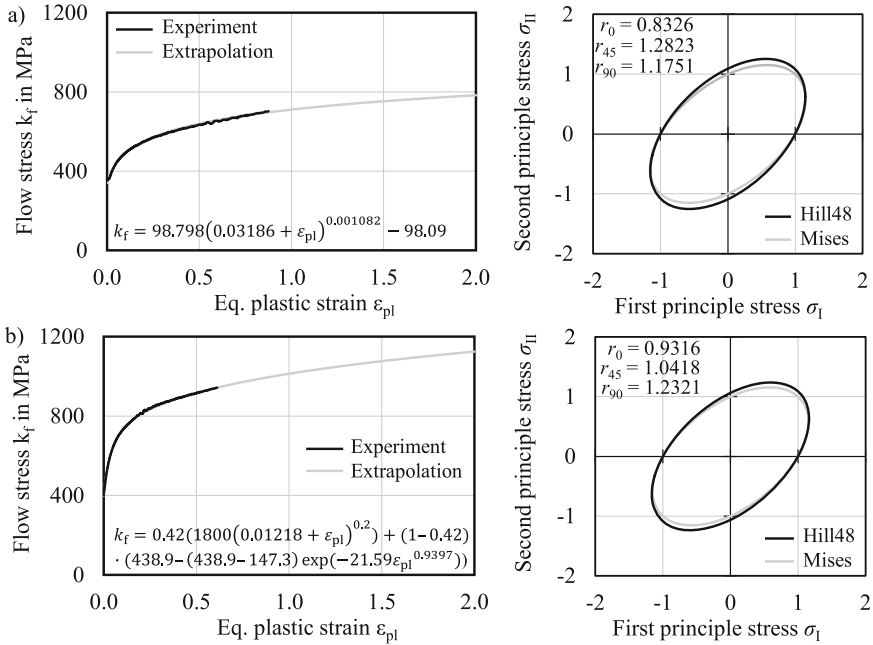 a)
Flow stress k_f in MPa
1200
800
400
0
Experiment
Extrapolation
k_f = 98.798(0.03186 + ε_pl)^0.001082 − 98.09
0.0 0.5 1.0 1.5 2.0
Eq. plastic strain ε_pl
Second principle stress σ_II
2
1
0
-1
-2
r_0 = 0.8326
r_45 = 1.2823
r_90 = 1.1751
Hill48
Mises
-2 -1 0 1 2
First principle stress σ_I
b)
Flow stress k_f in MPa
1200
800
400
0
Experiment
Extrapolation
k_f = 0.42(1800(0.01218 + ε_pl)^0.2) + (1–0.42)
· (438.9–(438.9–147.3) exp(−21.59ε_pl^0.9397))
0.0 0.5 1.0 1.5 2.0
Eq. plastic strain ε_pl
Second principle stress σ_II
2
1
0
-1
-2
r_0 = 0.9316
r_45 = 1.0418
r_90 = 1.2321
Hill48
Mises
-2 -1 0 1 2
First principle stress σ_I